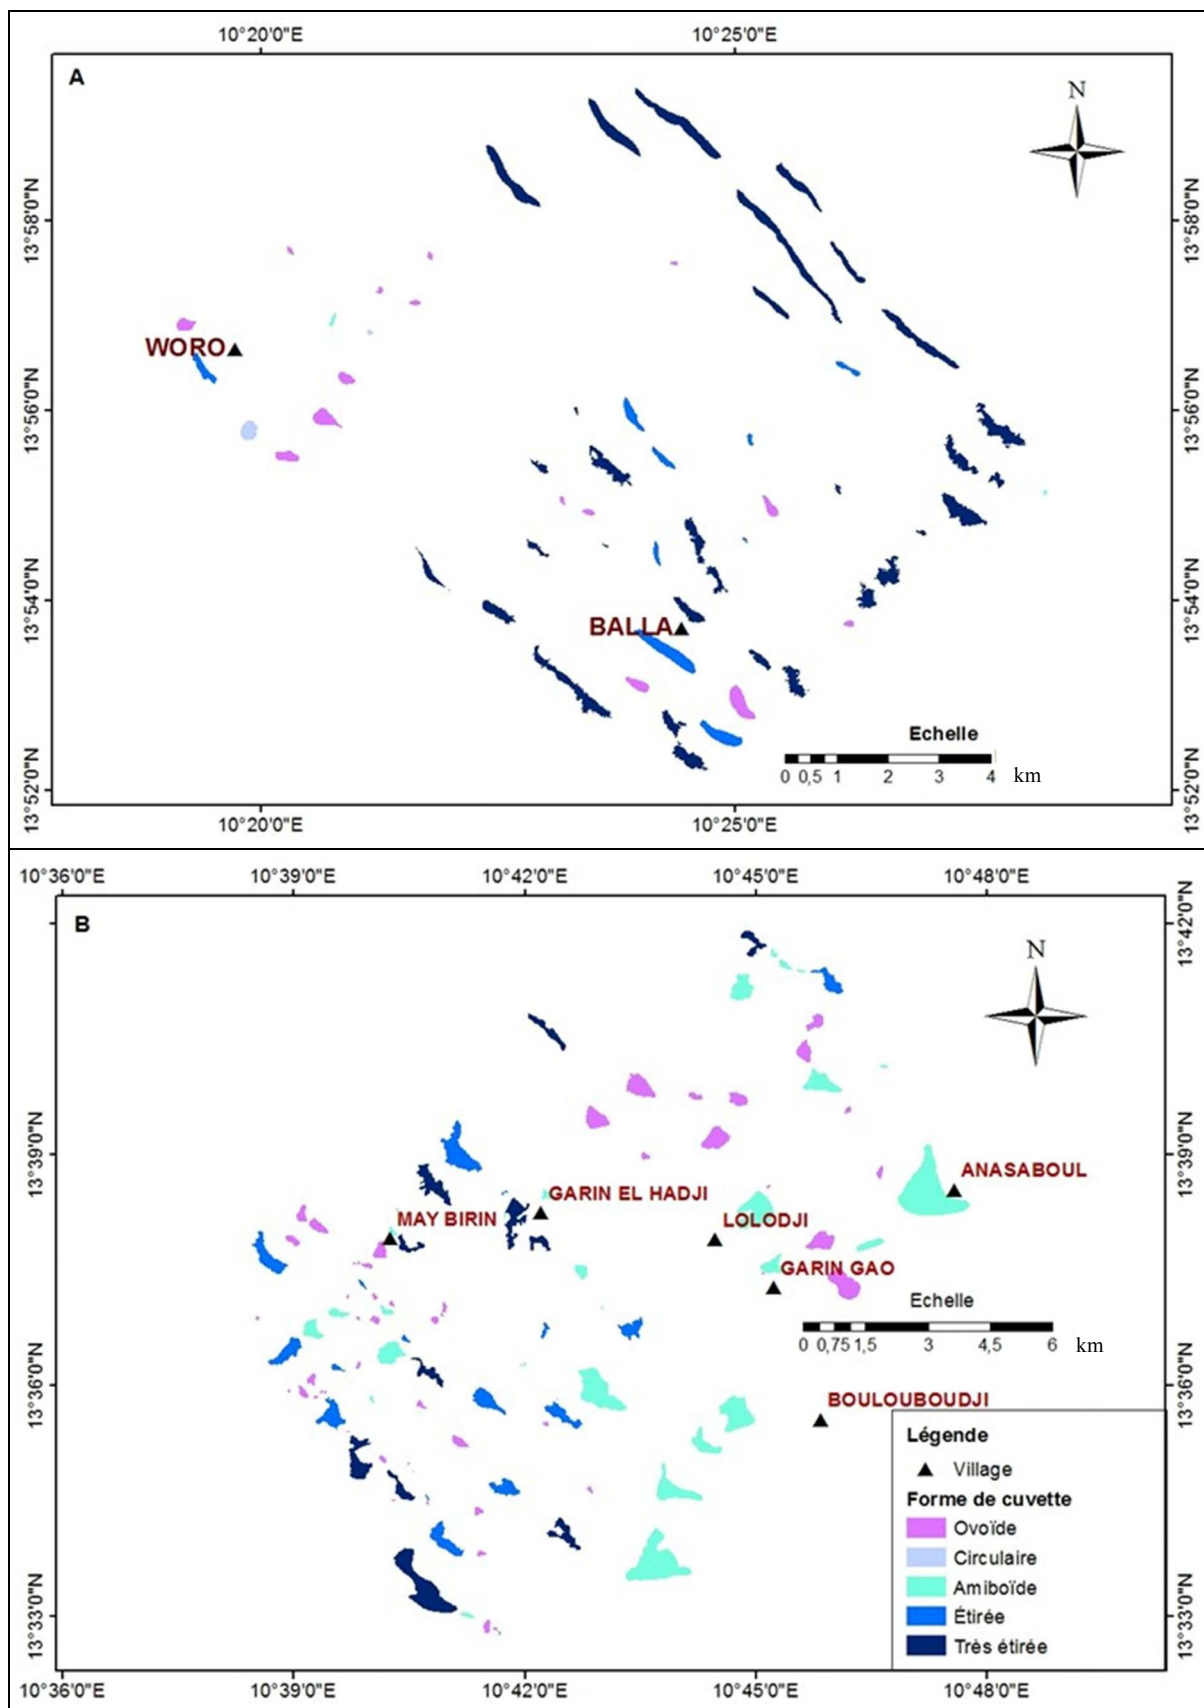 10°20'0"E 10°25'0"E
A
N
13°58'0"N 13°58'0"N
WORO
13°56'0"N 13°56'0"N
13°54'0"N 13°54'0"N
BALLA
Echelle
0 0,5 1 2 3 4 km
13°52'0"N 13°52'0"N
10°20'0"E 10°25'0"E
10°36'0"E 10°39'0"E 10°42'0"E 10°45'0"E 10°48'0"E
B
13°42'0"N 13°42'0"N
N
13°39'0"N 13°39'0"N
ANASABOUL
GARIN EL HADJI
MAY BIRIN
LOLODJI
GARIN GAO
Echelle
0 0,75 1,5 3 4,5 6 km
13°36'0"N 13°36'0"N
BOULOUBOUDJI
Légende
Village
Forme de cuvette
Ovoïde
Circulaire
Amiboïde
Étirée
Très étirée
13°33'0"N 13°33'0"N
10°36'0"E 10°39'0"E 10°42'0"E 10°45'0"E 10°48'0"E